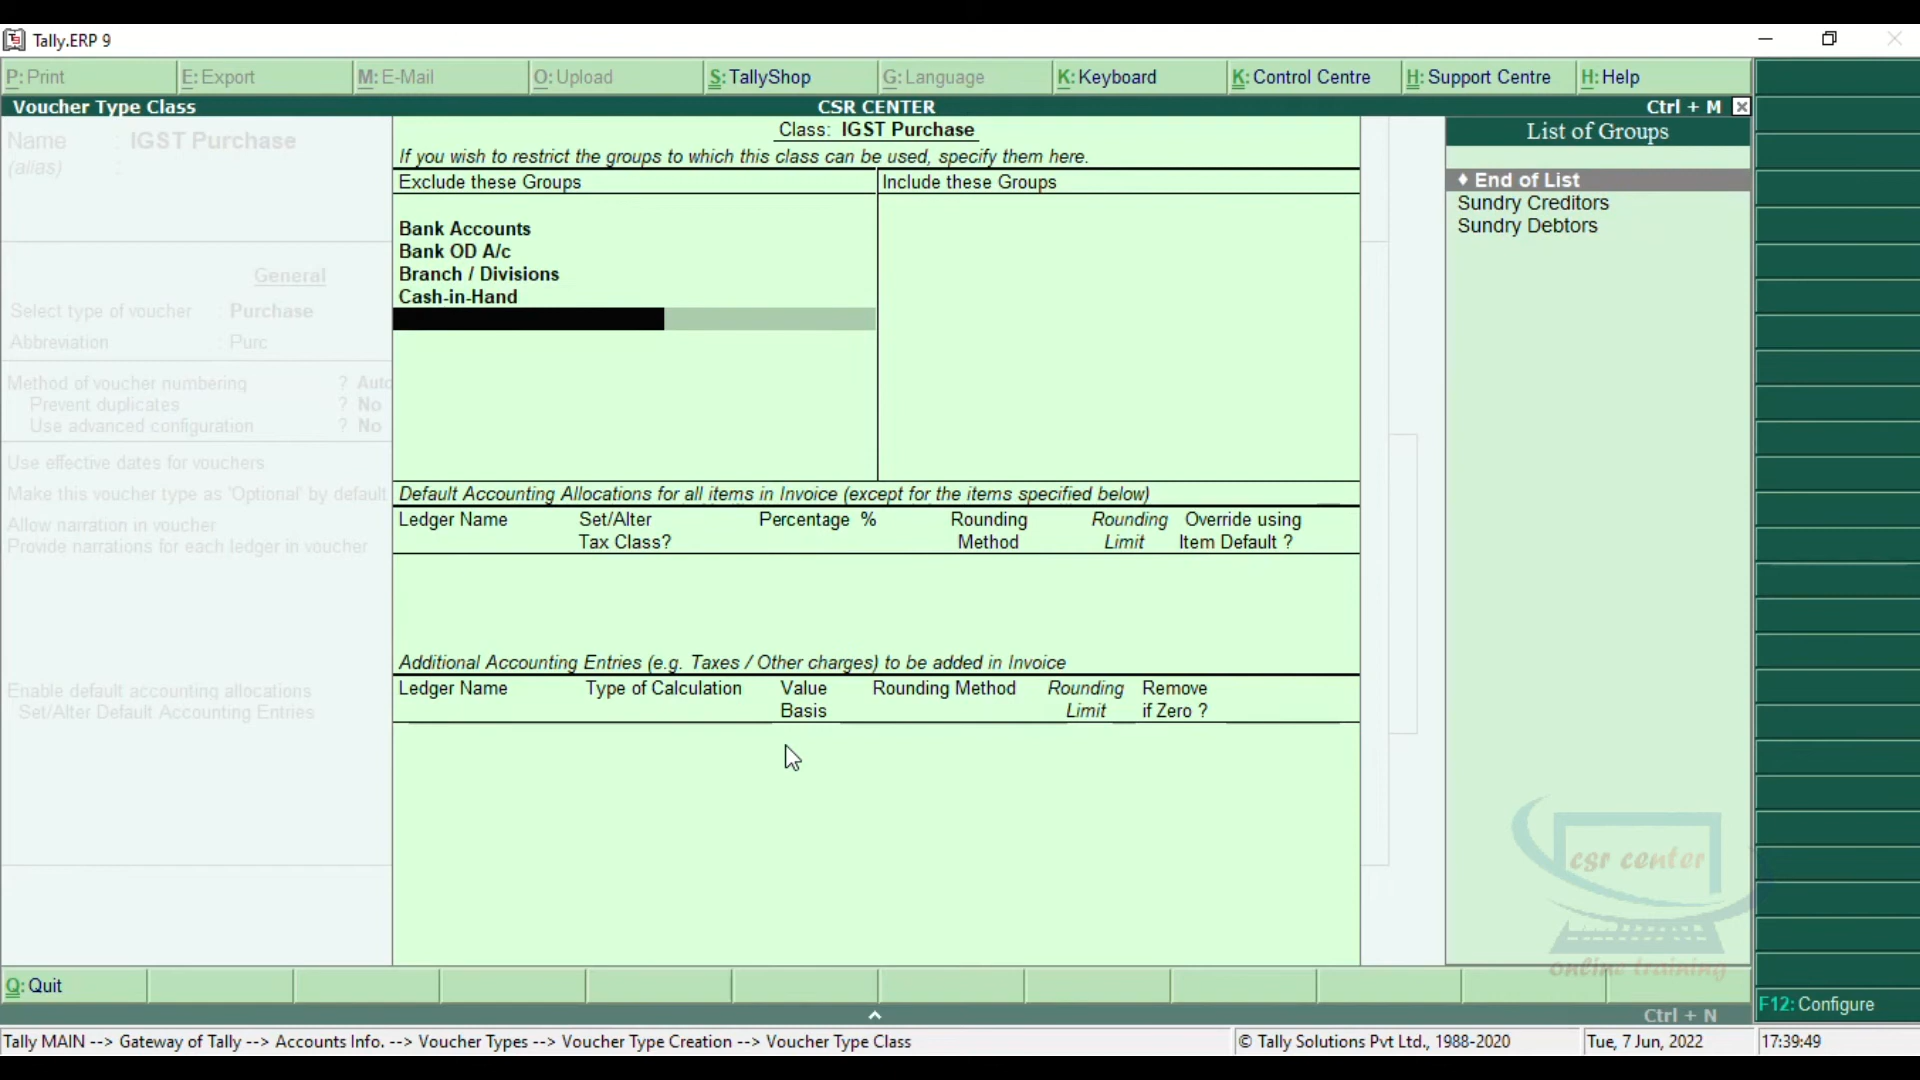 Tally.ERP 9
P: Print E: Export M: E-Mail O: Upload S: TallyShop G: Language K: Keyboard K: Control Centre H: Support Centre H: Help
Voucher Type Class CSR CENTER Ctrl + M
Name : IGST Purchase
(alias) :
General
Select type of voucher : Purchase
Abbreviation : Purc
Method of voucher numbering ? Auto
Prevent duplicates ? No
Use advanced configuration ? No
Use effective dates for vouchers
Make this voucher type as 'Optional' by default
Allow narration in voucher
Provide narrations for each ledger in voucher
Enable default accounting allocations
Set/Alter Default Accounting Entries
Class: IGST Purchase
If you wish to restrict the groups to which this class can be used, specify them here.
Exclude these Groups Include these Groups
Bank Accounts
Bank OD A/c
Branch / Divisions
Cash-in-Hand
Default Accounting Allocations for all items in Invoice (except for the items specified below)
Ledger Name Set/Alter Percentage % Rounding Rounding Override using
Tax Class? Method Limit Item Default ?
Additional Accounting Entries (e.g. Taxes / Other charges) to be added in Invoice
Ledger Name Type of Calculation Value Rounding Method Rounding Remove
Basis Limit if Zero ?
List of Groups
♦ End of List
Sundry Creditors
Sundry Debtors
csr center
online training
Q: Quit
F12: Configure
Ctrl + N
Tally MAIN --> Gateway of Tally --> Accounts Info. --> Voucher Types --> Voucher Type Creation --> Voucher Type Class © Tally Solutions Pvt Ltd., 1988-2020 Tue, 7 Jun, 2022 17:39:49